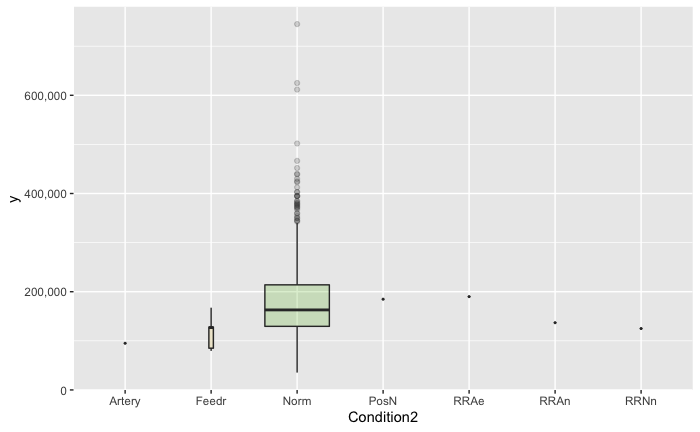 600,000
400,000
200,000
0
y
Artery Feedr Norm PosN RRAe RRAn RRNn
Condition2